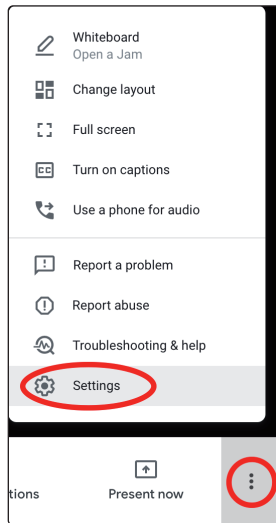 Whiteboard
Open a Jam
Change layout
Full screen
CC
Turn on captions
Use a phone for audio
Report a problem
Report abuse
Troubleshooting & help
Settings
tions
Present now